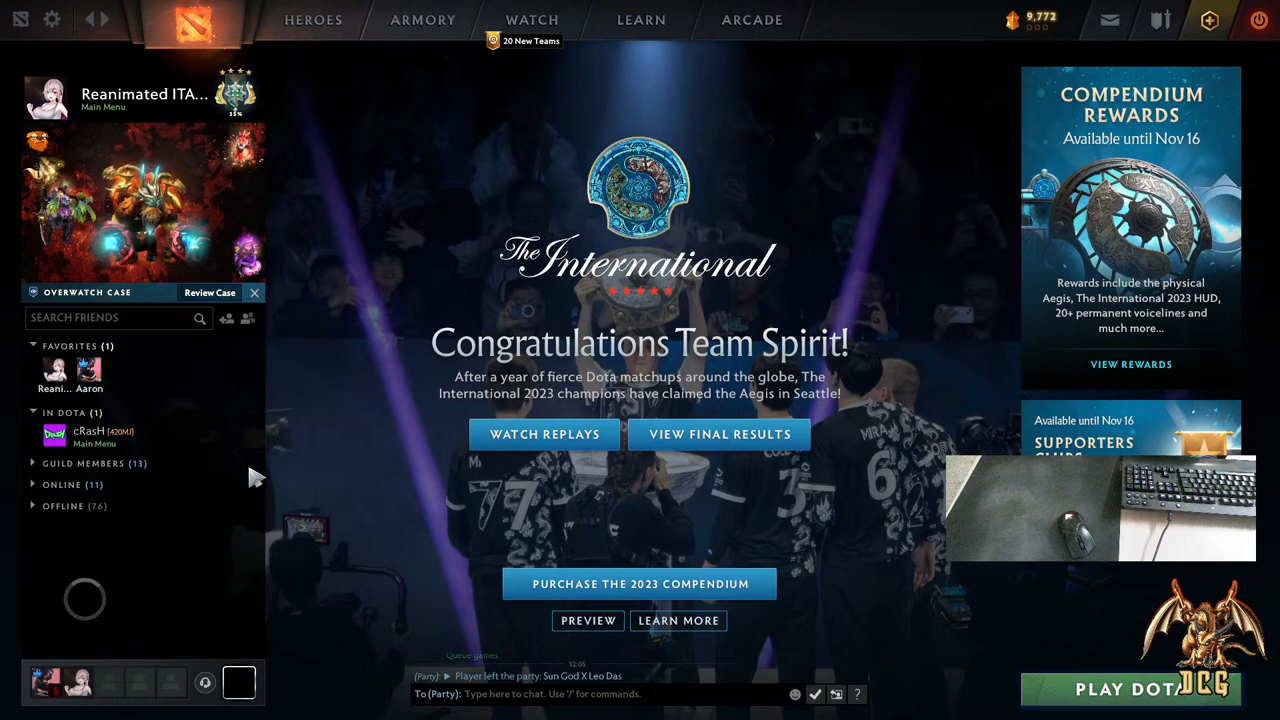 HEROES
ARMORY
WATCH
LEARN
ARCADE
9,772
20 New Teams
Reanimated ITA...
Main Menu
OVERWATCH CASE
Review Case
SEARCH FRIENDS
FAVORITES (1)
Reani...
Aaron
IN DOTA (1)
cRasH [420MJ]
Main Menu
GUILD MEMBERS (13)
ONLINE (11)
OFFLINE (76)
The International
Congratulations Team Spirit!
After a year of fierce Dota matchups around the globe, The
International 2023 champions have claimed the Aegis in Seattle!
WATCH REPLAYS
VIEW FINAL RESULTS
PURCHASE THE 2023 COMPENDIUM
PREVIEW
LEARN MORE
Queue games.
12:05
(Party): Player left the party: Sun God X Leo Das
To (Party): Type here to chat. Use '/' for commands.
COMPENDIUM
REWARDS
Available until Nov 16
Rewards include the physical
Aegis, The International 2023 HUD,
20+ permanent voicelines and
much more...
VIEW REWARDS
Available until Nov 16
SUPPORTERS
PLAY DOTA
DCG